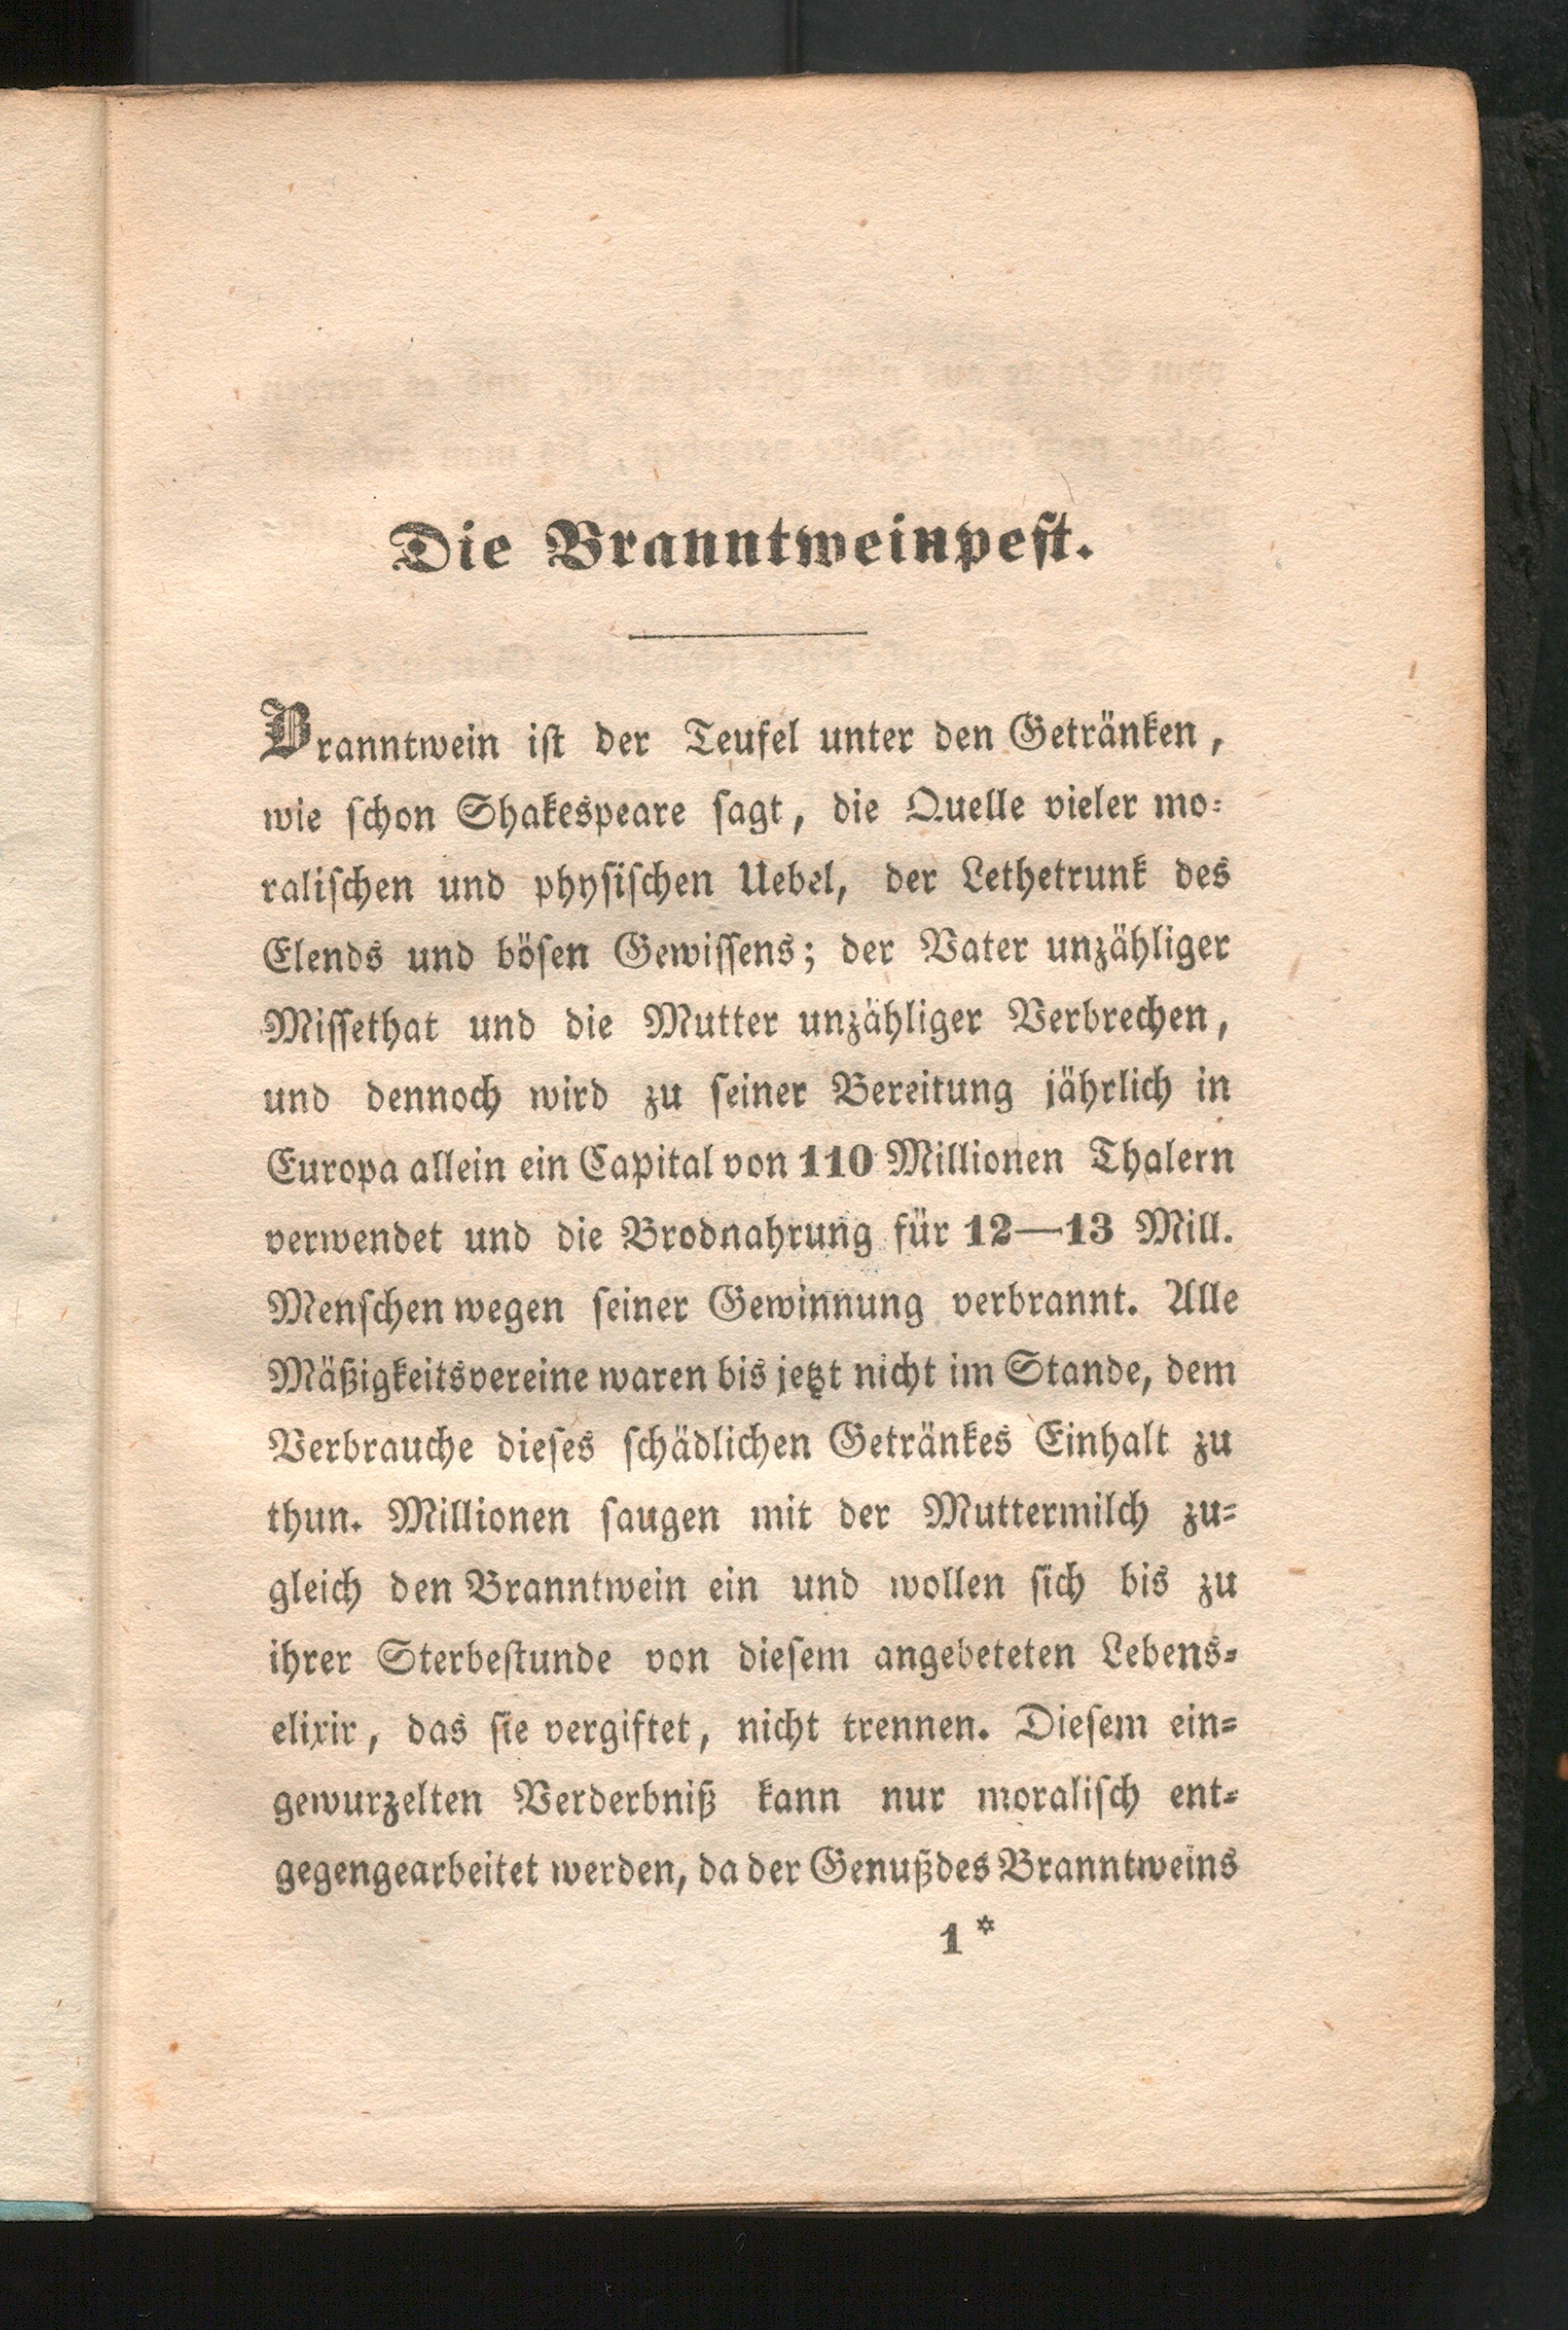 Die Branntweinpest.
Branntwein ist der Teufel unter den Getränken,
wie schon Shakespeare sagt, die Quelle vieler mo-
ralischen und physischen Uebel, der Lethetrunk des
Elends und bösen Gewissens; der Vater unzähliger
Missethat und die Mutter unzähliger Verbrechen,
und dennoch wird zu seiner Bereitung jährlich in
Europa allein ein Capital von 110 Millionen Thalern
verwendet und die Brodnahrung für 12—13 Mill.
Menschen wegen seiner Gewinnung verbrannt. Alle
Mäßigkeitsvereine waren bis jetzt nicht im Stande, dem
Verbrauche dieses schädlichen Getränkes Einhalt zu
thun. Millionen saugen mit der Muttermilch zu-
gleich den Branntwein ein und wollen sich bis zu
ihrer Sterbestunde von diesem angebeteten Lebens-
elixir, das sie vergiftet, nicht trennen. Diesem ein-
gewurzelten Verderbniß kann nur moralisch ent-
gegengearbeitet werden, da der Genuß des Branntweins
1*